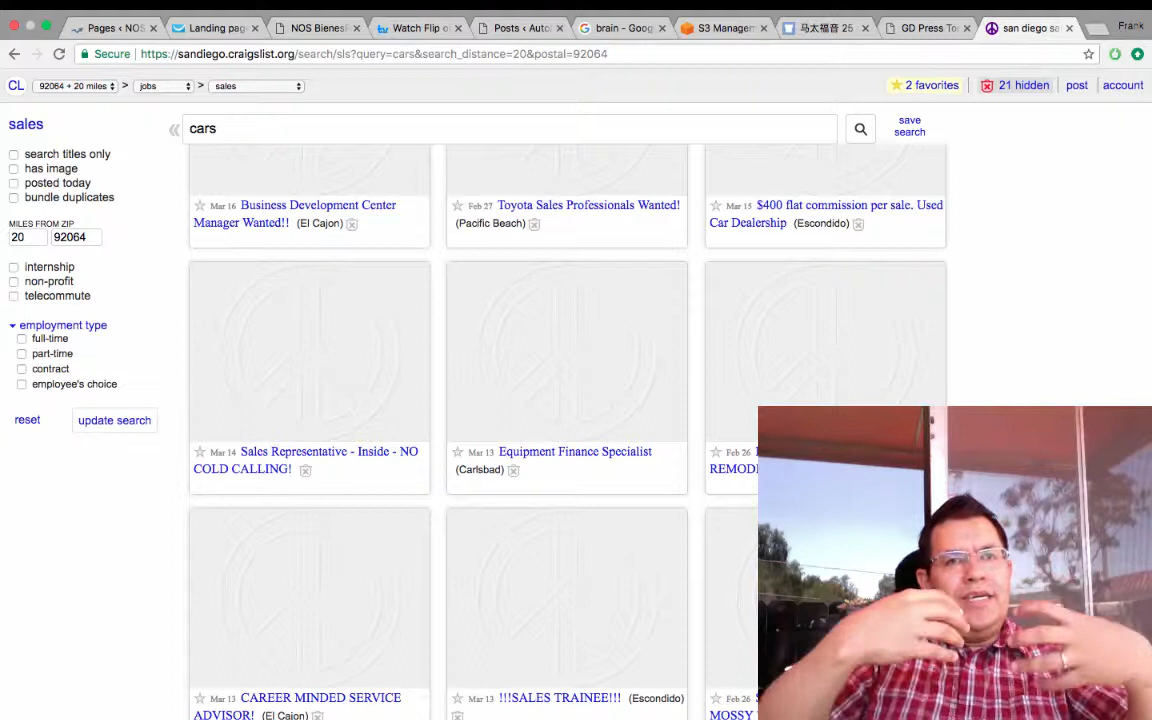 Pages ‹ NOS
Landing page
NOS Bienes
Watch Flip o
Posts ‹ Auto
brain - Goog
S3 Managem
马太福音 25
GD Press To
san diego sa
Frank
Secure
https://sandiego.craigslist.org/search/sls?query=cars&search_distance=20&postal=92064
CL
92064 + 20 miles
>
jobs
>
sales
2 favorites
21 hidden
post
account
sales
cars
save
search
search titles only
has image
posted today
bundle duplicates
MILES FROM ZIP
20
92064
internship
non-profit
telecommute
employment type
full-time
part-time
contract
employee's choice
reset
update search
Mar 16 Business Development Center
Manager Wanted!! (El Cajon)
Feb 27 Toyota Sales Professionals Wanted!
(Pacific Beach)
Mar 15 $400 flat commission per sale. Used
Car Dealership (Escondido)
Mar 14 Sales Representative - Inside - NO
COLD CALLING!
Mar 13 Equipment Finance Specialist
(Carlsbad)
Feb 26
REMOD
Mar 13 CAREER MINDED SERVICE
ADVISOR! (El Cajon)
Mar 13 !!!SALES TRAINEE!!! (Escondido)
Feb 26
MOSSY